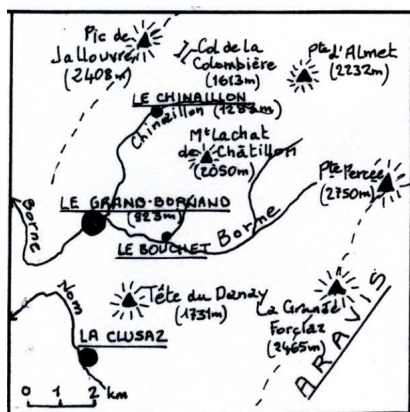 Pic de
Jallouvre
(2408m)
Col de la
Colombière
(1613m)
Pte d'Almet
(2232m)
LE CHINAILLON
(1283m)
Chinaillon
Mt Lachat
de Châtillon
(2050m)
Pte Percée
(2750m)
LE GRAND-BORNAND
(923m)
Borne
Borne
LE BOUCHET
Nom
Tête du Danay
(1731m)
La Grande
Forclaz
(2465m)
ARAVIS
LA CLUSAZ
0 1 2 km